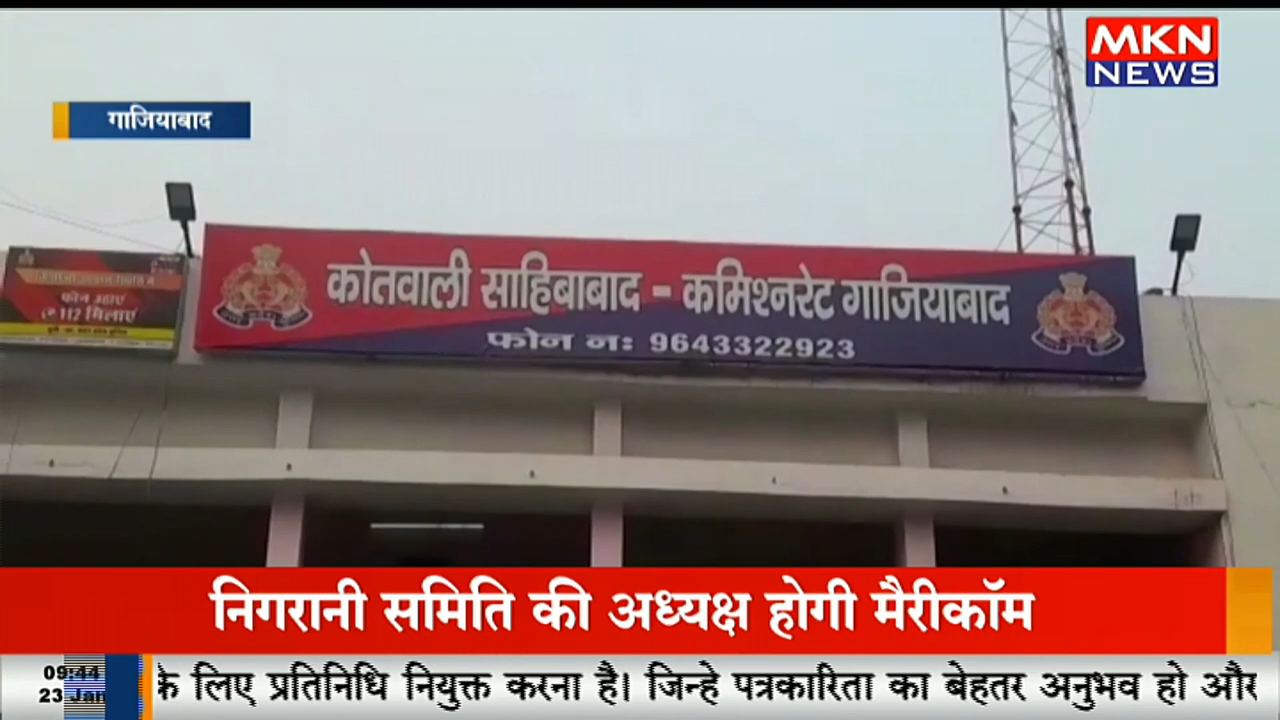 MKN
NEWS
गाजियाबाद
कोतवाली साहिबाबाद - कमिश्नरेट गाजियाबाद
फोन नः 9643322923
फोन उठाएं
112 मिलाएं
निगरानी समिति की अध्यक्ष होगी मैरीकॉम
09:44
23 Jan
के लिए प्रतिनिधि नियुक्त करना है। जिन्हे पत्रकारिता का बेहतर अनुभव हो और